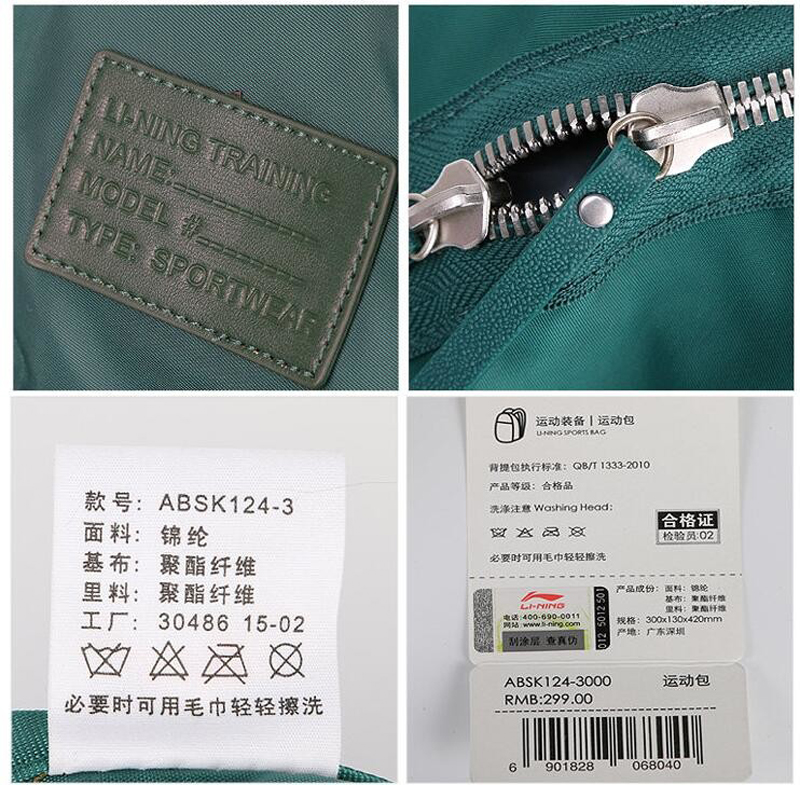 LI-NING TRAINING
NAME:
MODEL #
TYPE: SPORTWEAR
款号: ABSK124-3
面料: 锦纶
基布: 聚酯纤维
里料: 聚酯纤维
工厂: 30486 15-02
必要时可用毛巾轻轻擦洗
运动装备 | 运动包
LI-NING SPORTS BAG
背提包执行标准: QB/T 1333-2010
产品等级: 合格品
洗涤注意 Washing Head:
合格证
检验员:02
必要时可用毛巾轻轻擦洗
LI-NING
电话:400-690-0011
网站:www.li-ning.com
刮涂层 查真伪
012 5012 501
产品成份: 面料: 锦纶
基布: 聚酯纤维
里料: 聚酯纤维
规格: 300x130x420mm
产地: 广东深圳
ABSK124-3000 运动包
RMB:299.00
6 901828 068040